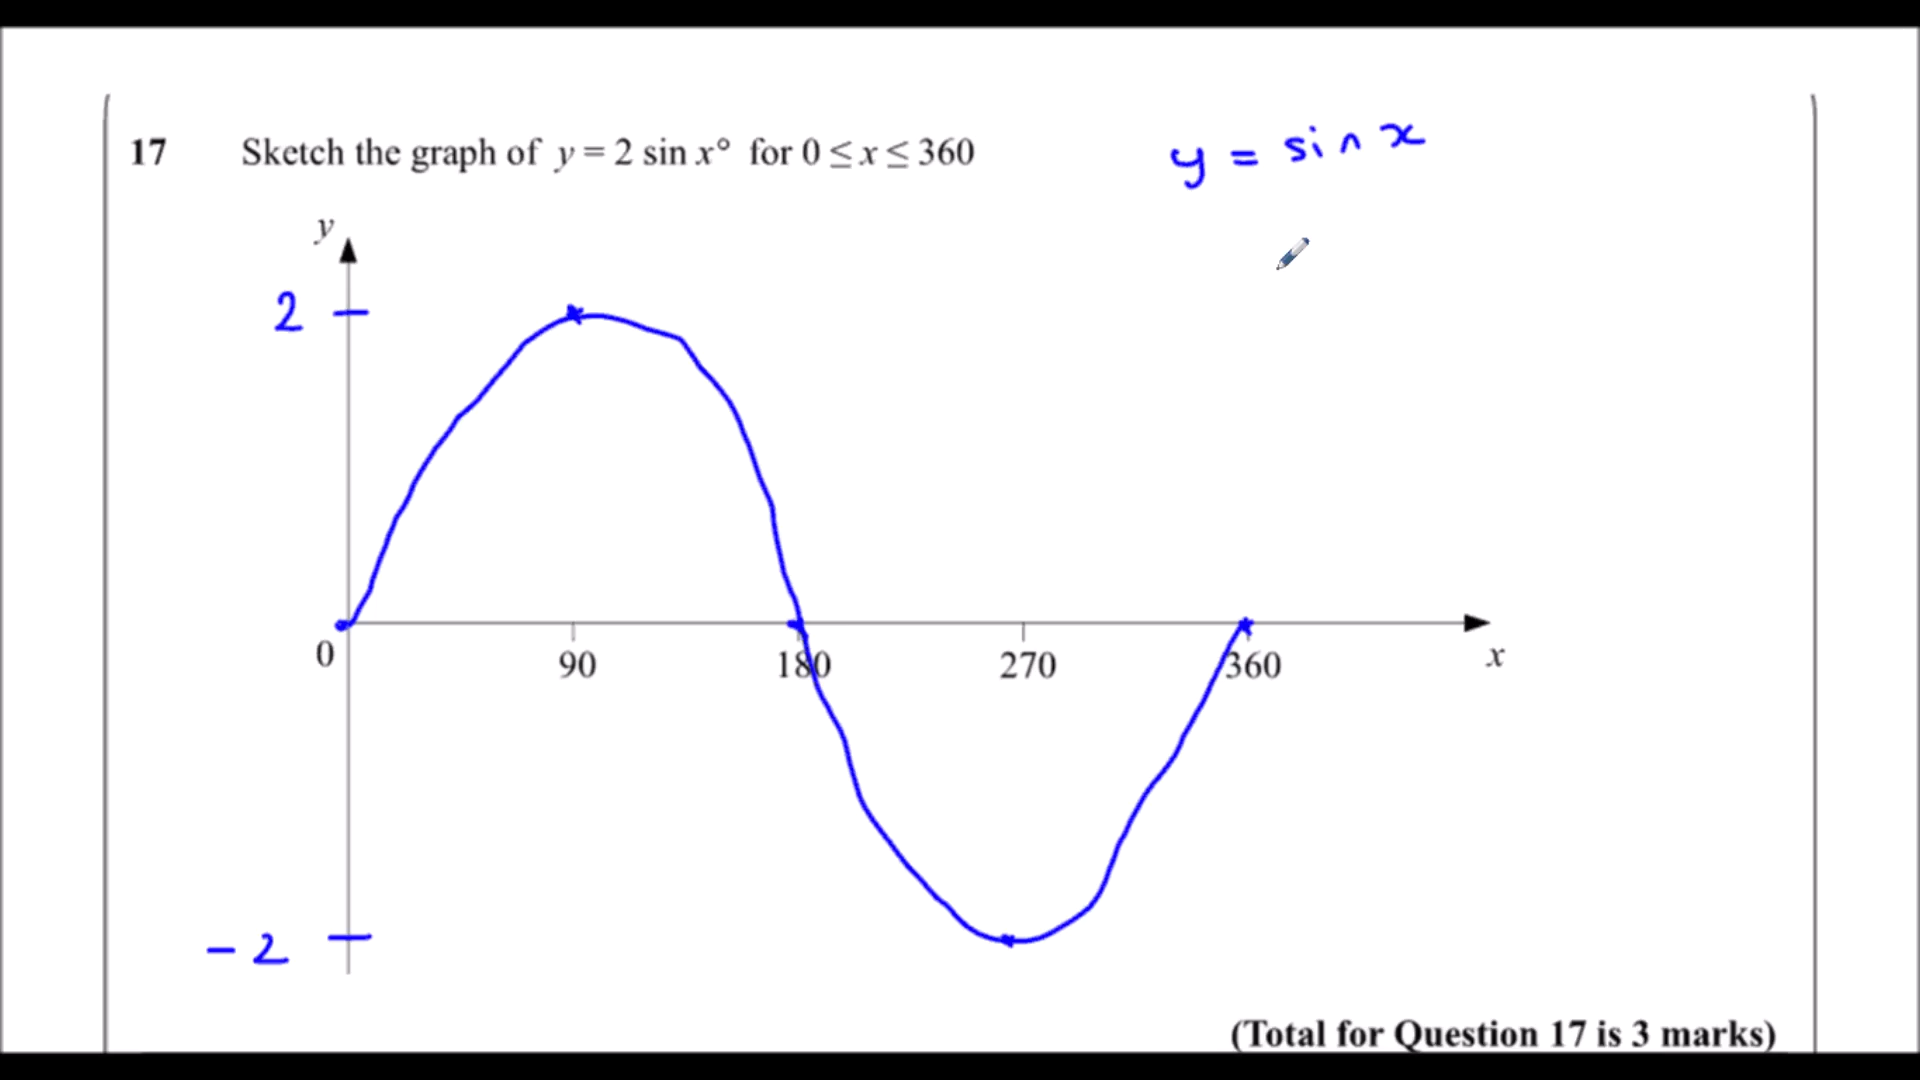 17 Sketch the graph of y = 2 sin x° for 0 ≤ x ≤ 360
y = sin x
y
2
0 90 180 270 360 x
-2
(Total for Question 17 is 3 marks)